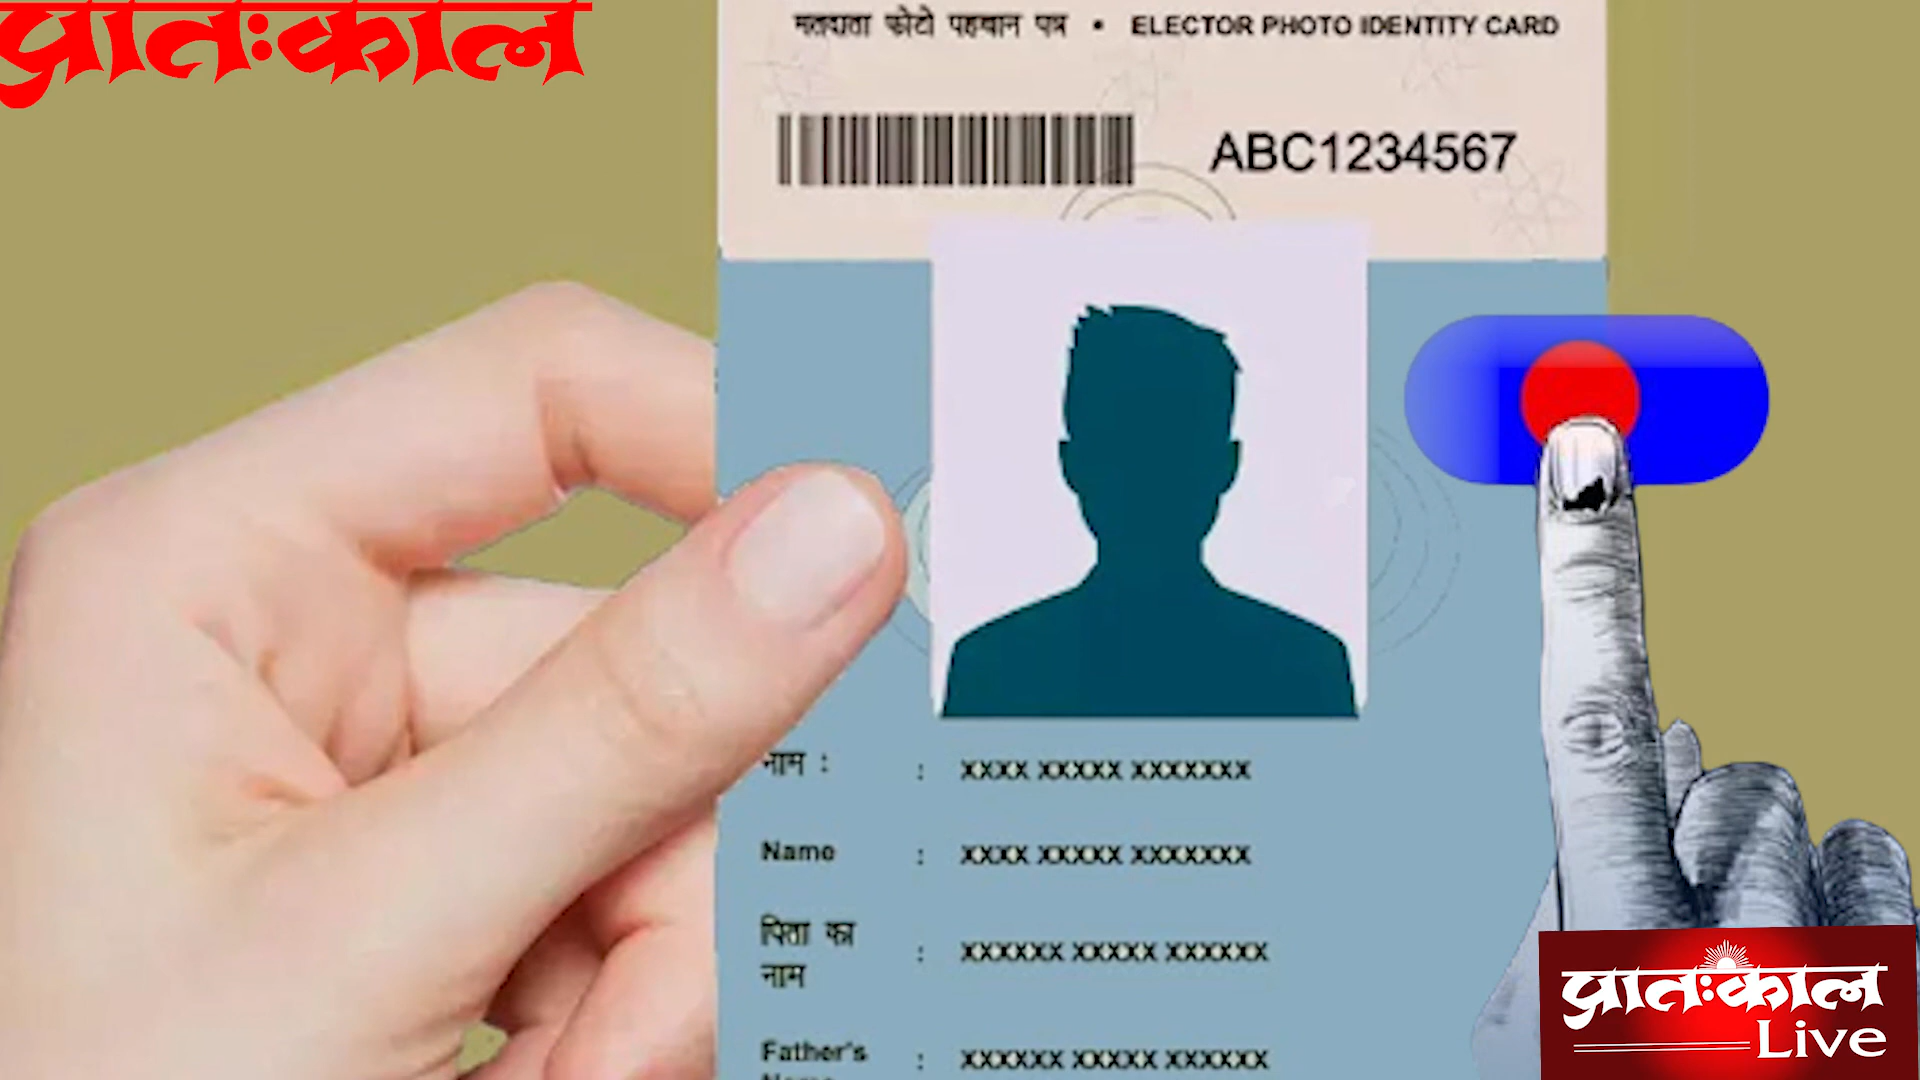 प्रातःकाल
मतदाता फोटो पहचान पत्र • ELECTOR PHOTO IDENTITY CARD
ABC1234567
नाम : : XXXX XXXXX XXXXXXX
Name : XXXX XXXXX XXXXXXX
पिता का : XXXXXX XXXXX XXXXXX
नाम
Father's : XXXXXX XXXXX XXXXXX
प्रातःकाल
Live